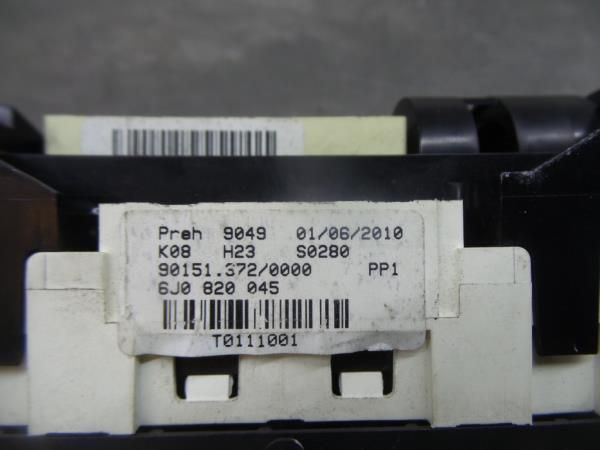 Preh 9049 01/06/2010
K08 H23 S0280
90151.372/0000 PP1
6J0 820 045
T0111001